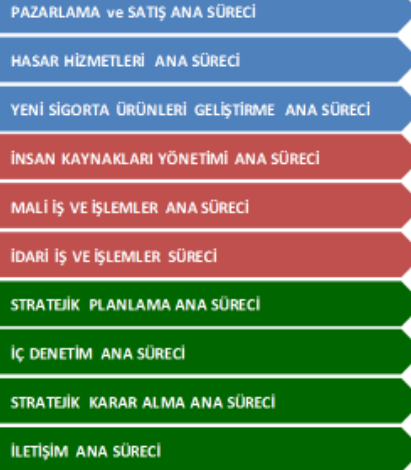 PAZARLAMA ve SATIŞ ANA SÜRECİ
HASAR HİZMETLERİ ANA SÜRECİ
YENİ SİGORTA ÜRÜNLERİ GELİŞTİRME ANA SÜRECİ
İNSAN KAYNAKLARI YÖNETİMİ ANA SÜRECİ
MALİ İŞ VE İŞLEMLER ANA SÜRECİ
İDARİ İŞ VE İŞLEMLER SÜRECİ
STRATEJİK PLANLAMA ANA SÜRECİ
İÇ DENETİM ANA SÜRECİ
STRATEJİK KARAR ALMA ANA SÜRECİ
İLETİŞİM ANA SÜRECİ